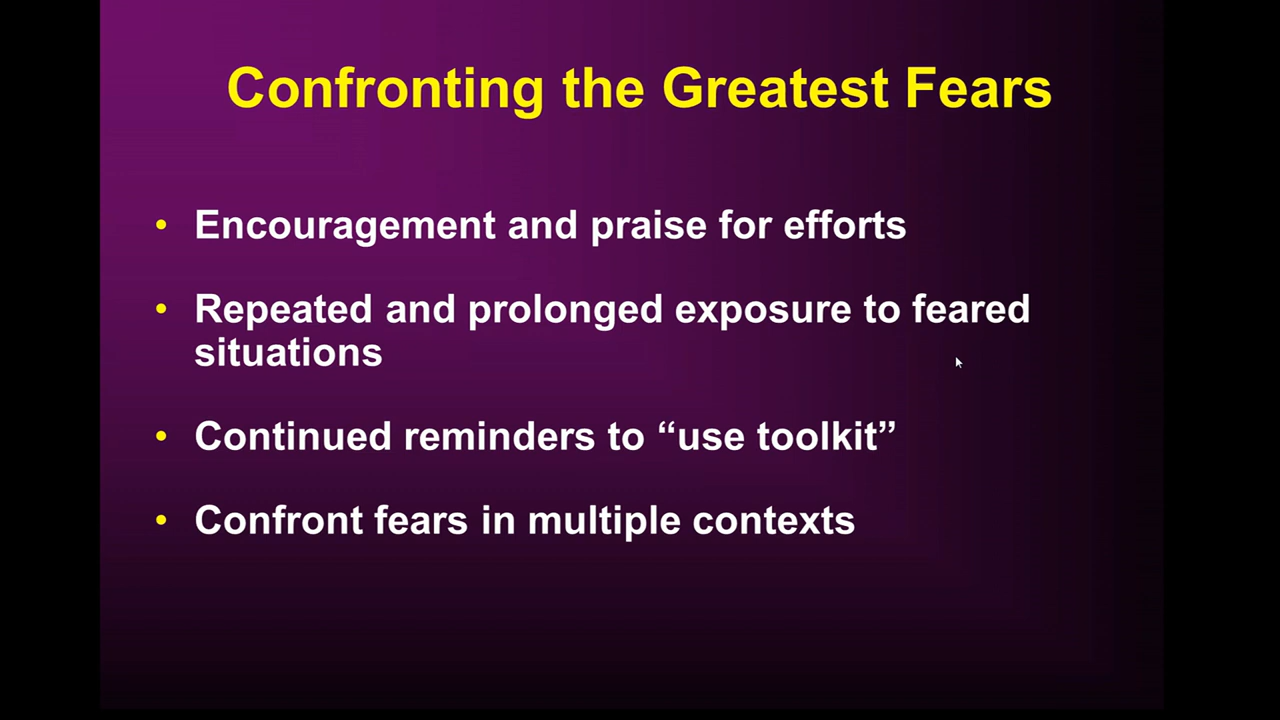 Confronting the Greatest Fears
• Encouragement and praise for efforts
• Repeated and prolonged exposure to feared
situations
• Continued reminders to “use toolkit”
• Confront fears in multiple contexts